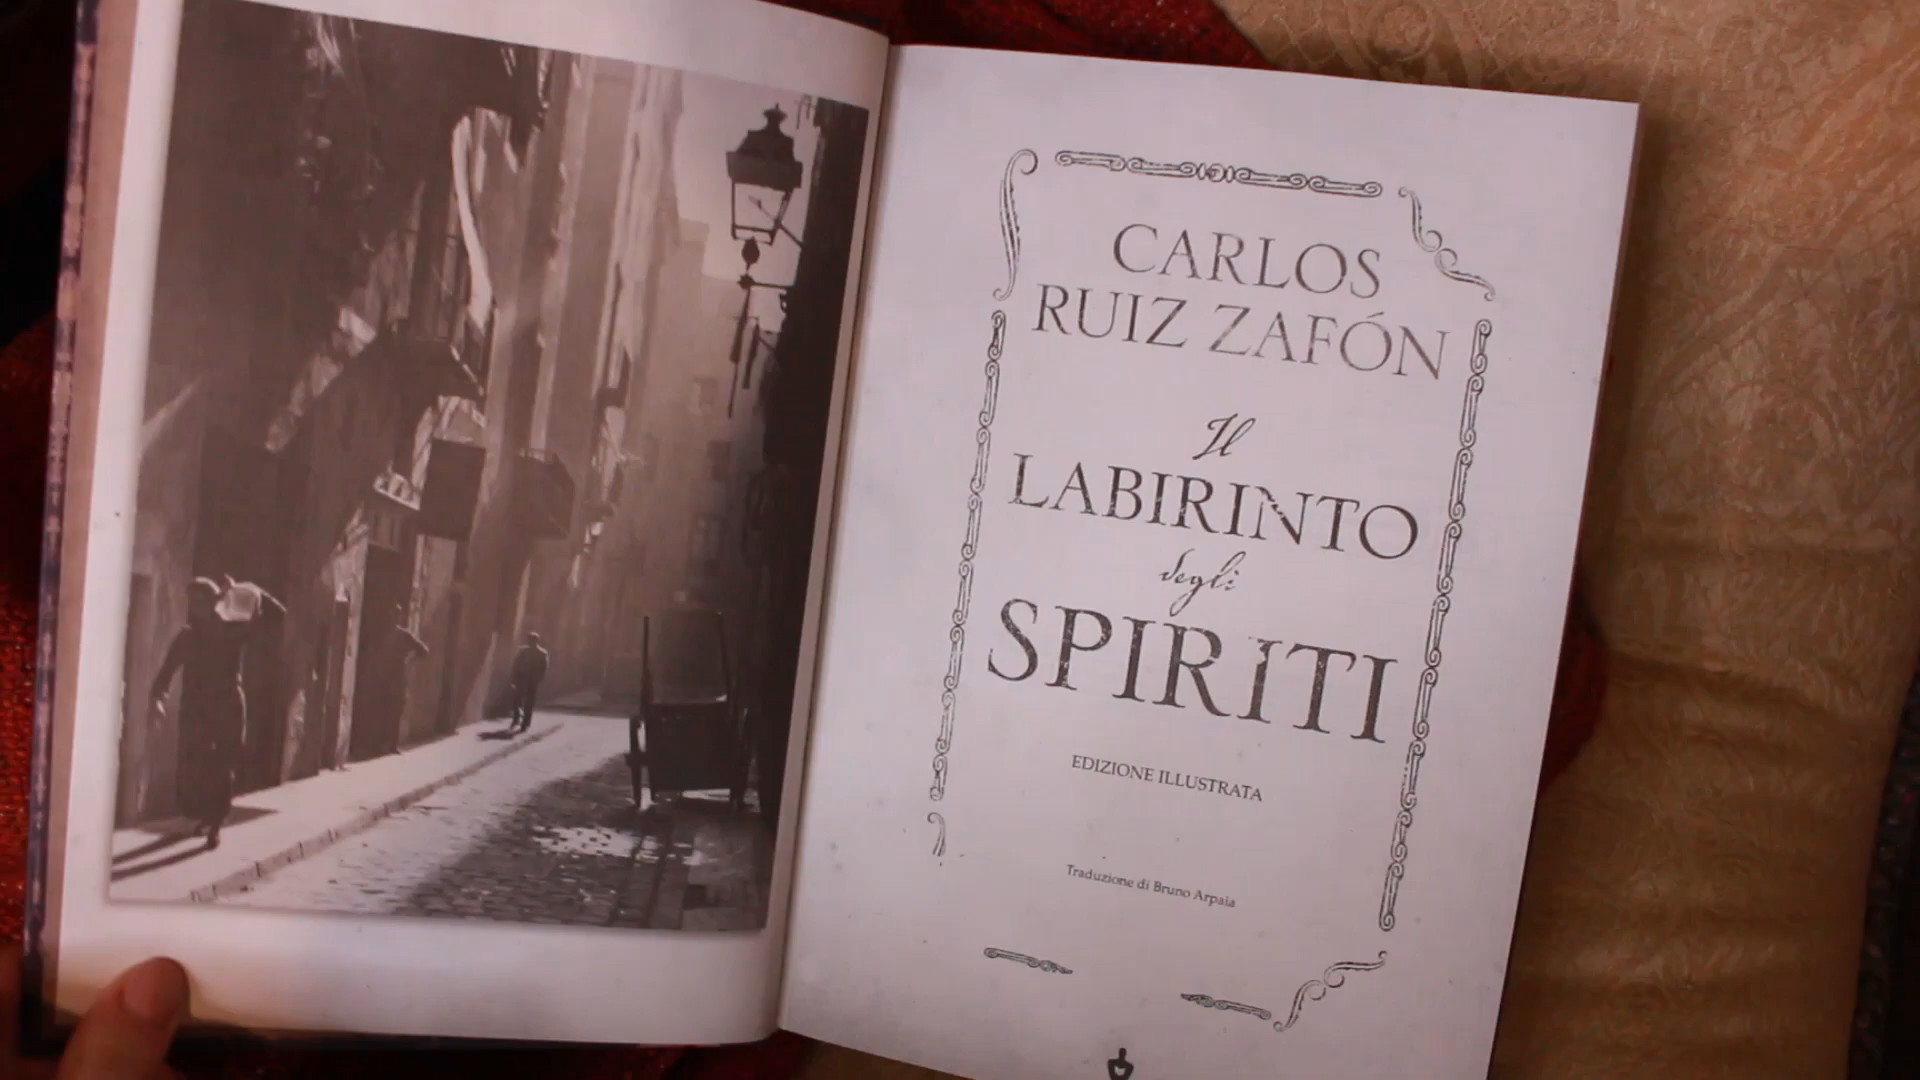 CARLOS
RUIZ ZAFÓN
Il
LABIRINTO
degli
SPIRITI
EDIZIONE ILLUSTRATA
Traduzione di Bruno Arpaia